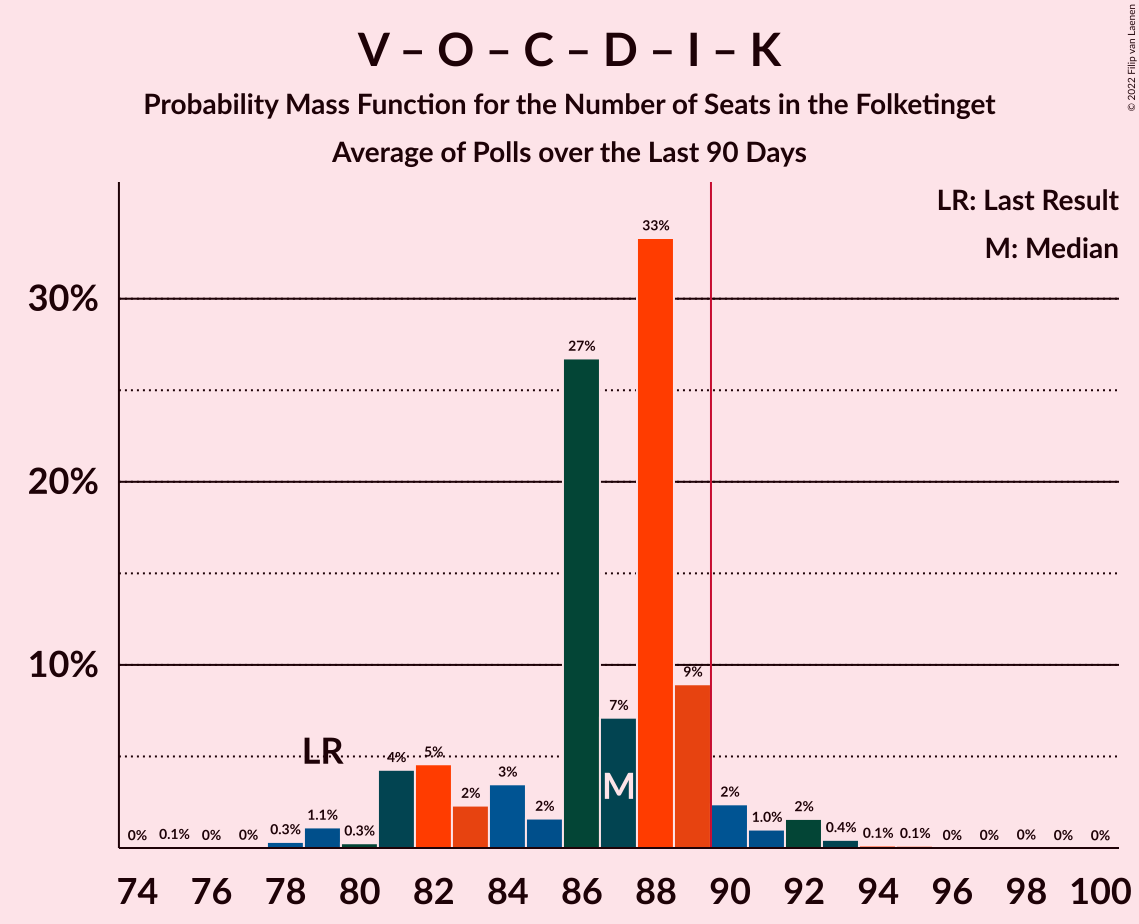 V – O – C – D – I – K
Probability Mass Function for the Number of Seats in the Folketinget
Average of Polls over the Last 90 Days
© 2022 Filip van Laenen
LR: Last Result
M: Median
30%
20%
10%
0% 0.1% 0% 0% 0.3% 1.1% 0.3% 4% 5% 2% 3% 2% 27% 7% 33% 9% 2% 1.0% 2% 0.4% 0.1% 0.1% 0% 0% 0% 0% 0%
LR
M
74 76 78 80 82 84 86 88 90 92 94 96 98 100